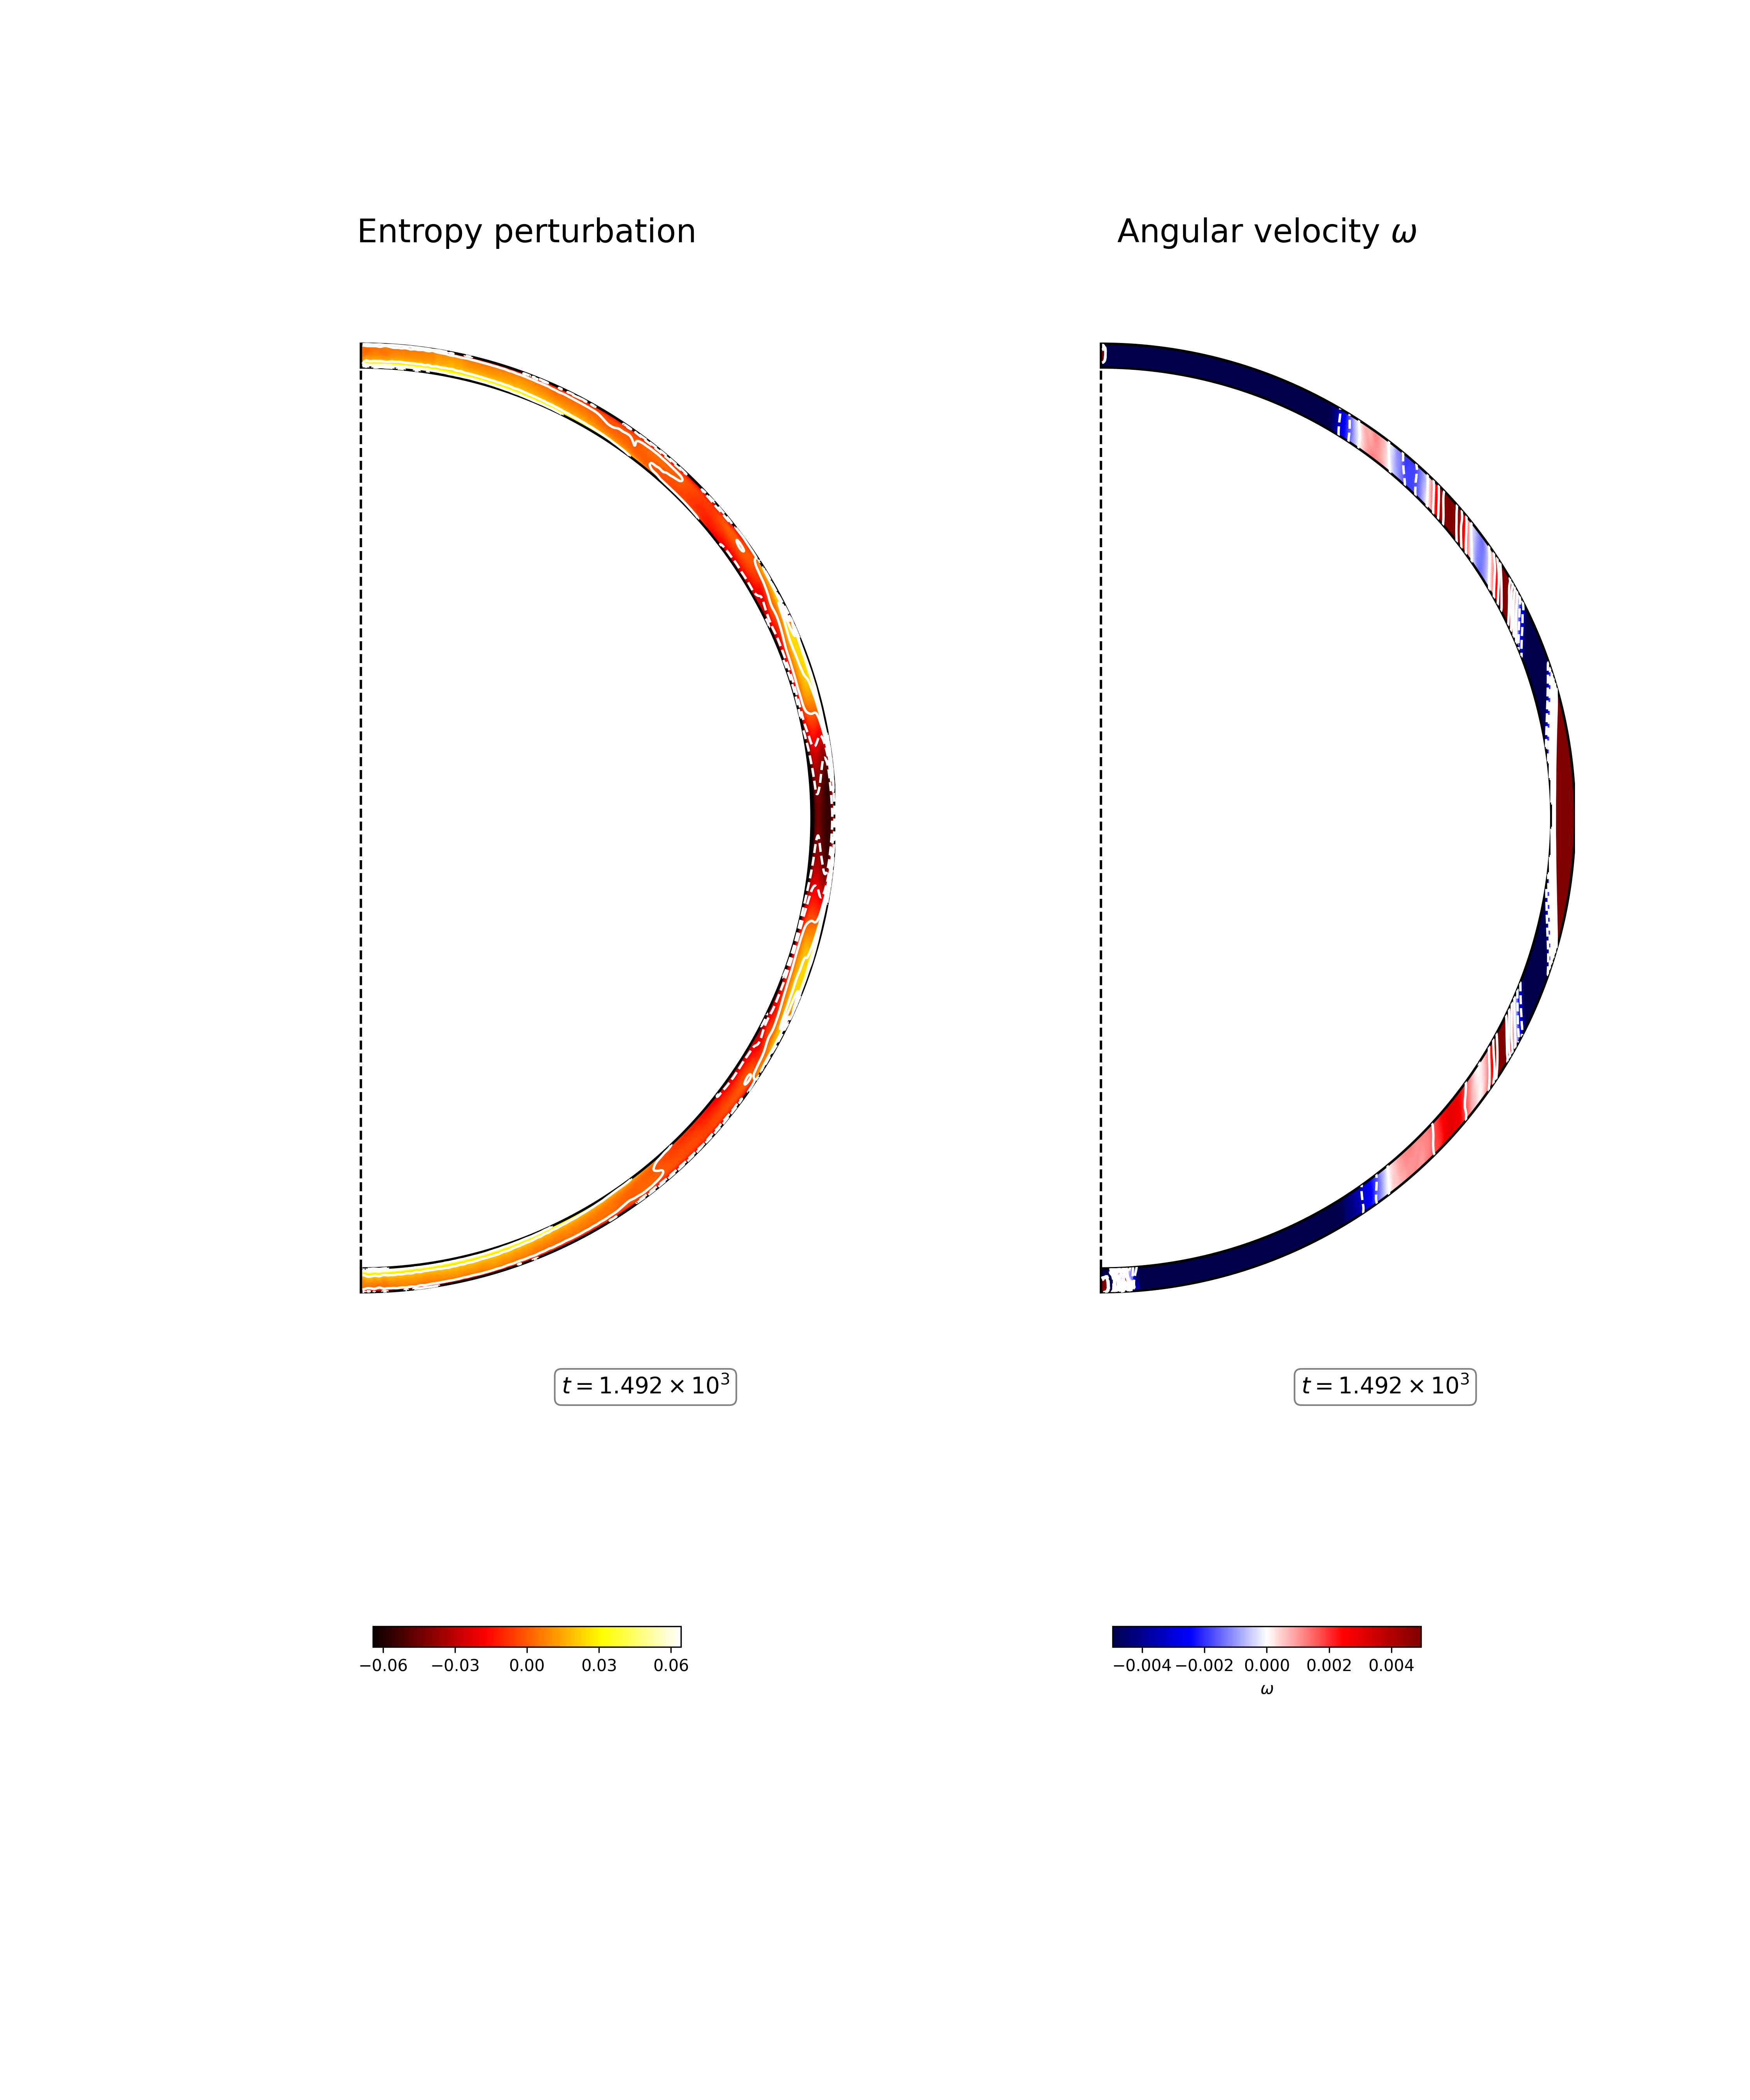 Entropy perturbation
Angular velocity ω
t = 1.492 × 10³
t = 1.492 × 10³
−0.06 −0.03 0.00 0.03 0.06
−0.004 −0.002 0.000 0.002 0.004
ω